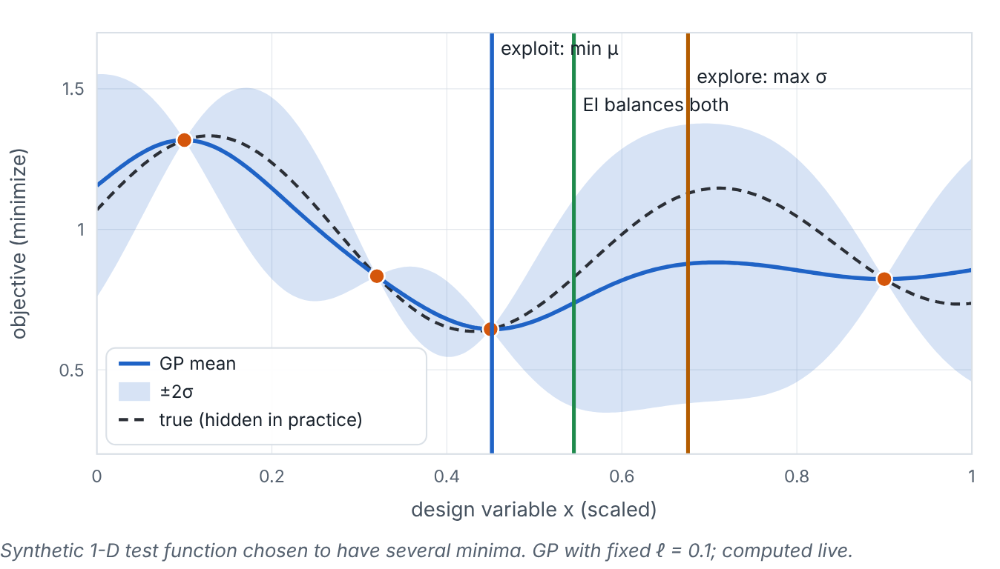 exploit: min μ
explore: max σ
EI balances both
1.5
1
0.5
objective (minimize)
GP mean
±2σ
true (hidden in practice)
0 0.2 0.4 0.6 0.8 1
design variable x (scaled)
Synthetic 1-D test function chosen to have several minima. GP with fixed ℓ = 0.1; computed live.